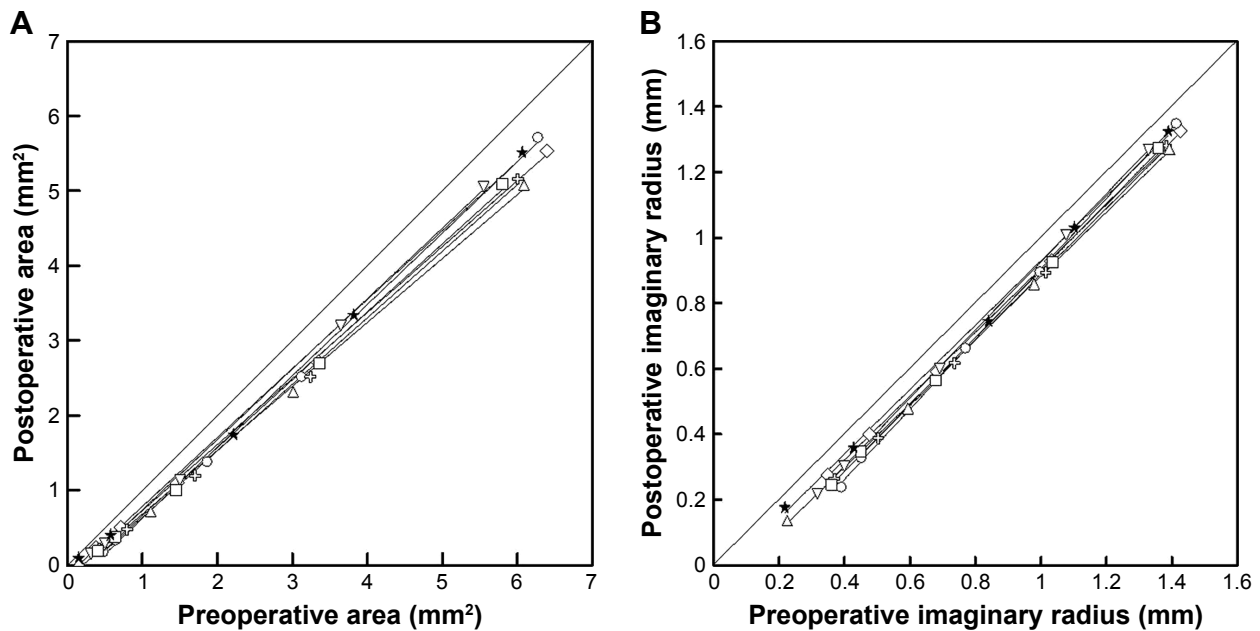 A
7
6
5
4
3
2
1
0
0 1 2 3 4 5 6 7
Postoperative area (mm²)
Preoperative area (mm²)
B
1.6
1.4
1.2
1
0.8
0.6
0.4
0.2
0
0 0.2 0.4 0.6 0.8 1 1.2 1.4 1.6
Postoperative imaginary radius (mm)
Preoperative imaginary radius (mm)